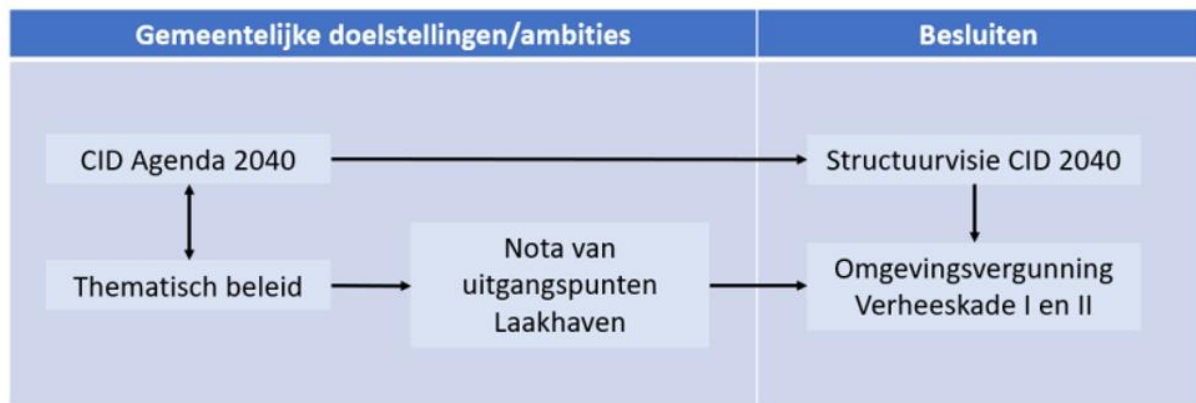 Gemeentelijke doelstellingen/ambities
Besluiten
CID Agenda 2040
Structuurvisie CID 2040
Thematisch beleid
Nota van
uitgangspunten
Laakhaven
Omgevingsvergunning
Verheeskade I en II